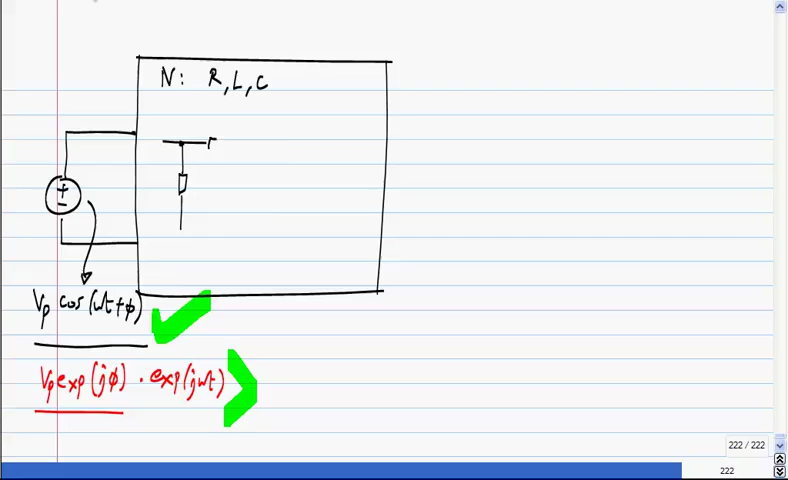 N: R, L, C
+
−
Vp cos(ωt+ϕ)
Vp exp(jϕ) · exp(jωt)
222 / 222
222